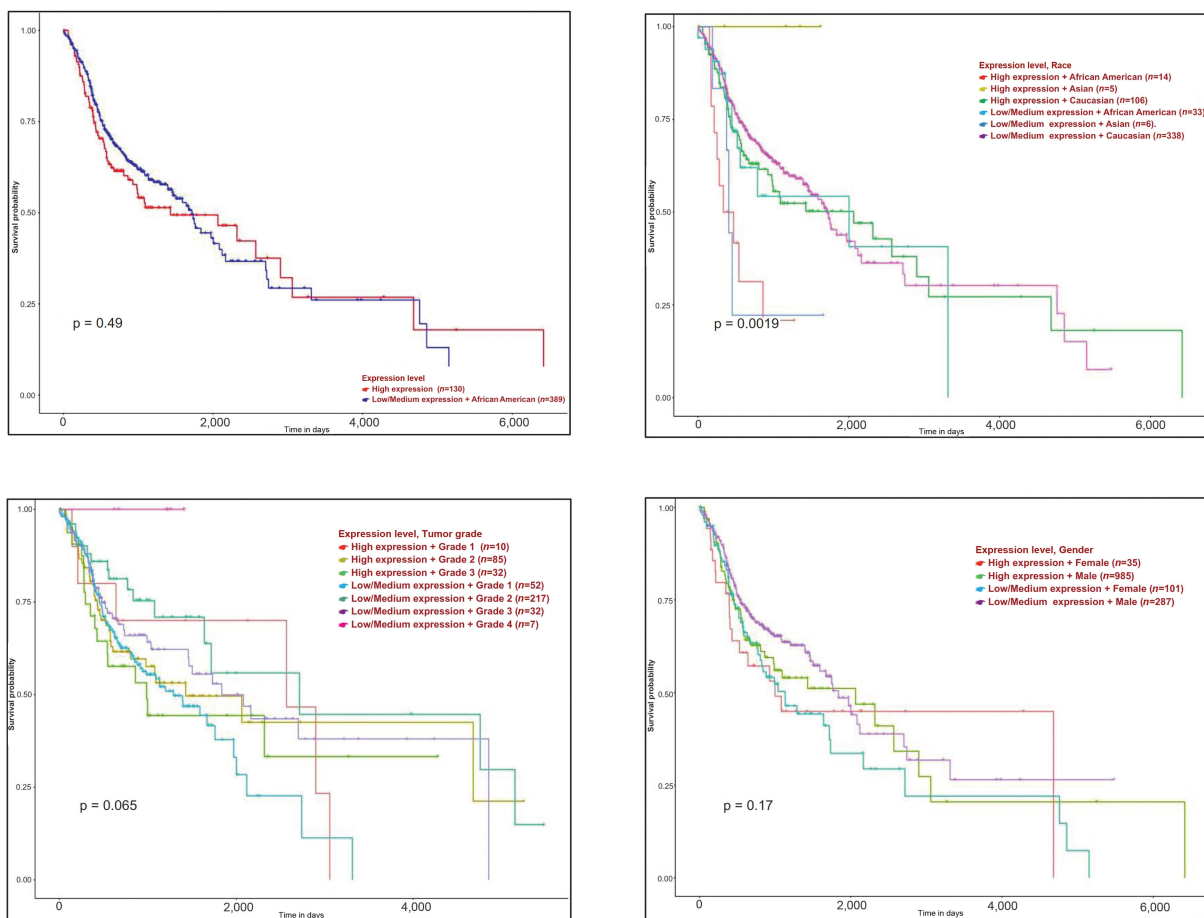 1.00
0.75
0.50
0.25
0.00
Survival probability
p = 0.49
Expression level
High expression (n=130)
Low/Medium expression + African American (n=389)
0
2,000
4,000
6,000
Time in days
1.00
0.75
0.50
0.25
0.00
Survival probability
Expression level, Race
High expression + African American (n=14)
High expression + Asian (n=5)
High expression + Caucasian (n=106)
Low/Medium expression + African American (n=33)
Low/Medium expression + Asian (n=6).
Low/Medium expression + Caucasian (n=338)
p = 0.0019
0
2,000
4,000
6,000
Time in days
1.00
0.75
0.50
0.25
0.00
Survival probability
Expression level, Tumor grade
High expression + Grade 1 (n=10)
High expression + Grade 2 (n=85)
High expression + Grade 3 (n=32)
Low/Medium expression + Grade 1 (n=52)
Low/Medium expression + Grade 2 (n=217)
Low/Medium expression + Grade 3 (n=32)
Low/Medium expression + Grade 4 (n=7)
p = 0.065
0
2,000
4,000
Time in days
1.00
0.75
0.50
0.25
0.00
Survival probability
Expression level, Gender
High expression + Female (n=35)
High expression + Male (n=985)
Low/Medium expression + Female (n=101)
Low/Medium expression + Male (n=287)
p = 0.17
0
2,000
4,000
6,000
Time in days